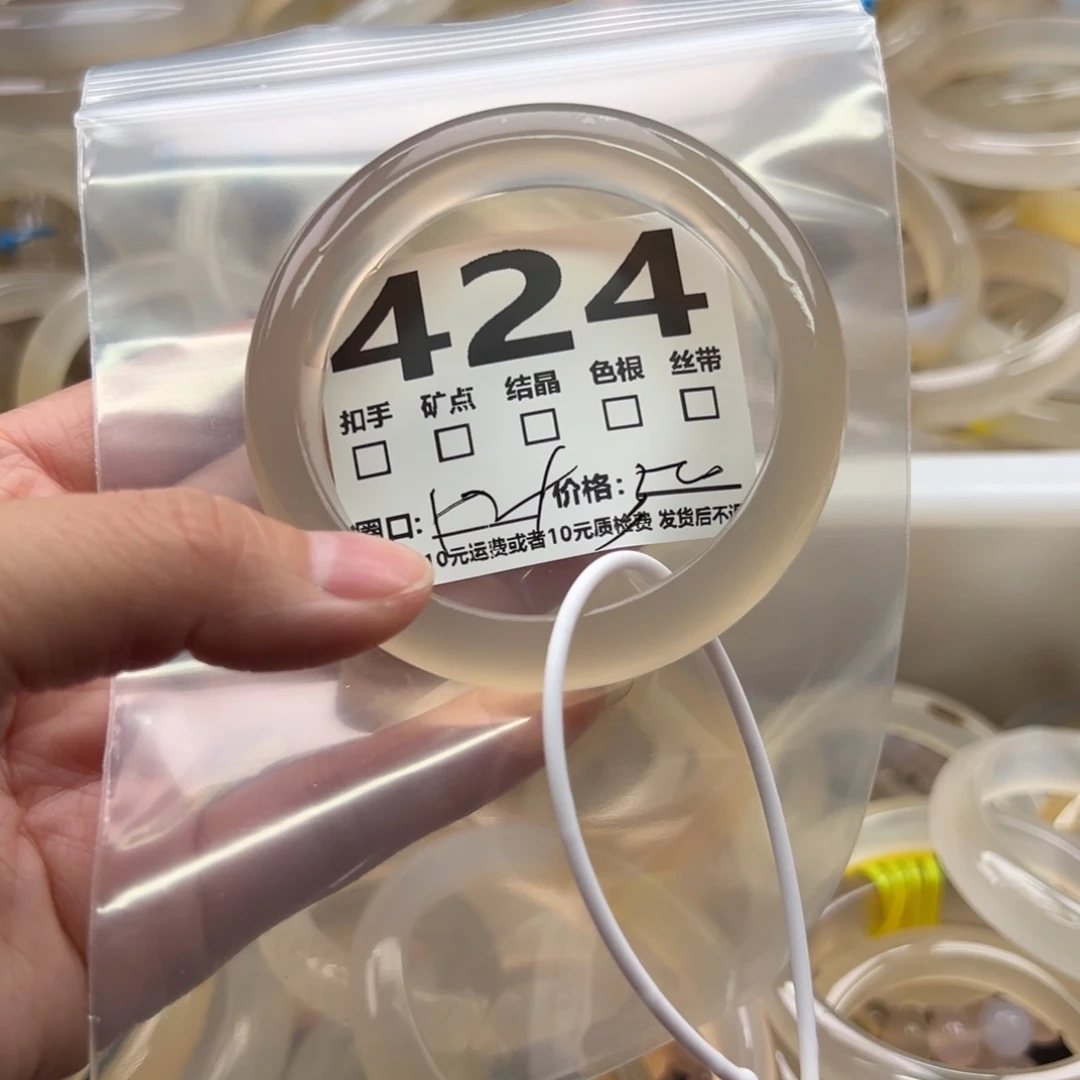 424
扣手 矿点 结晶 色根 丝带
圈口: 价格:
10元运费或者10元质检费 发货后不